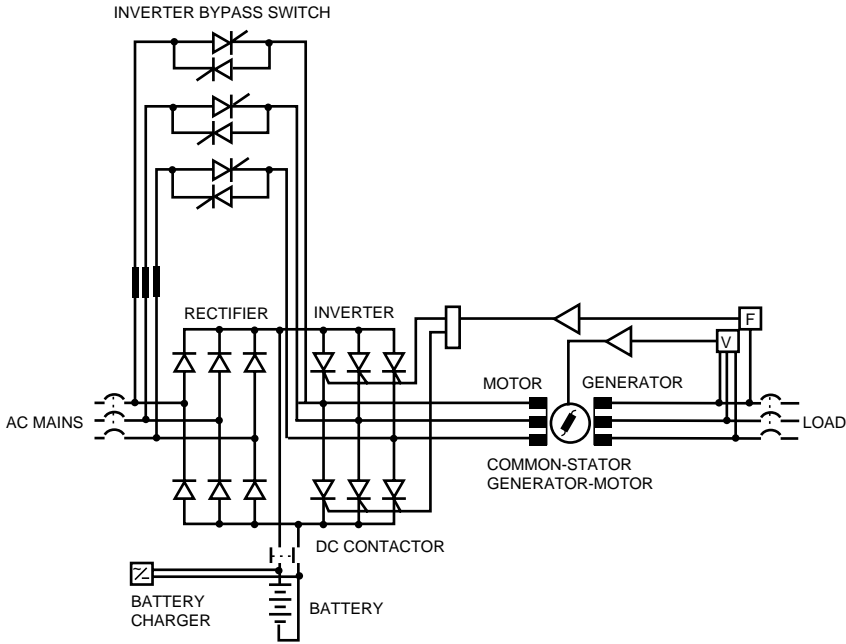 INVERTER BYPASS SWITCH
RECTIFIER
INVERTER
F
V
MOTOR
GENERATOR
AC MAINS
LOAD
COMMON-STATOR
GENERATOR-MOTOR
DC CONTACTOR
BATTERY
CHARGER
BATTERY